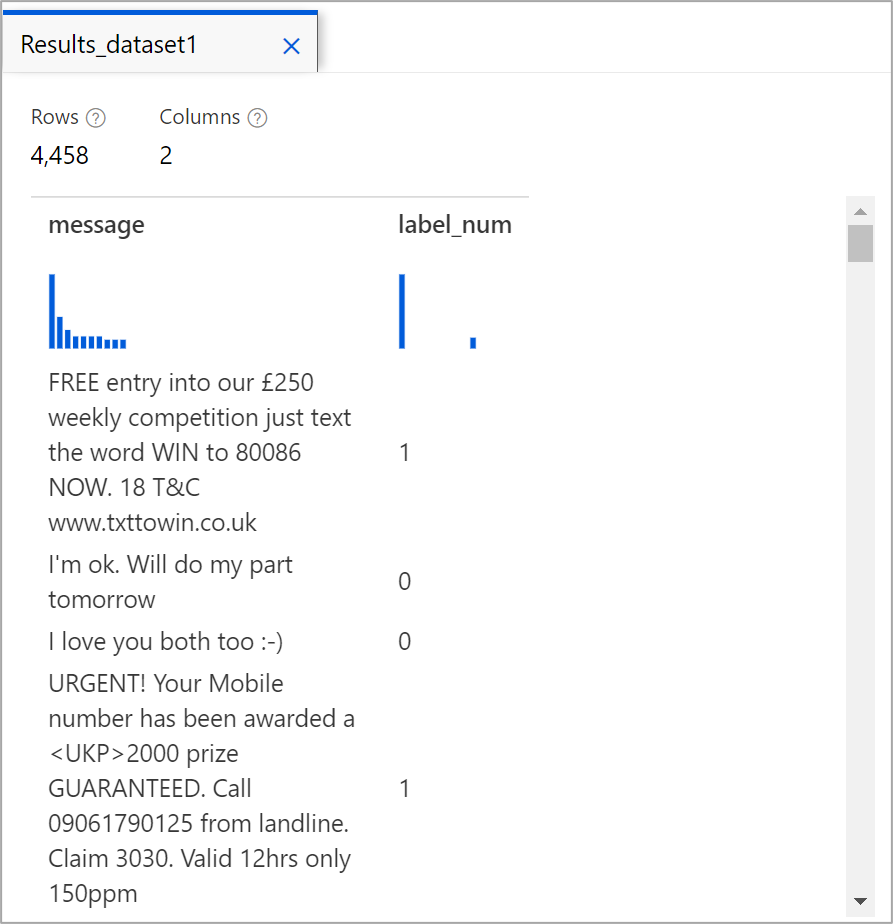 Results_dataset1
Rows Columns
4,458 2
message label_num
FREE entry into our £250
weekly competition just text
the word WIN to 80086 1
NOW. 18 T&C
www.txttowin.co.uk
I'm ok. Will do my part
tomorrow 0
I love you both too :-) 0
URGENT! Your Mobile
number has been awarded a
<UKP>2000 prize
GUARANTEED. Call 1
09061790125 from landline.
Claim 3030. Valid 12hrs only
150ppm